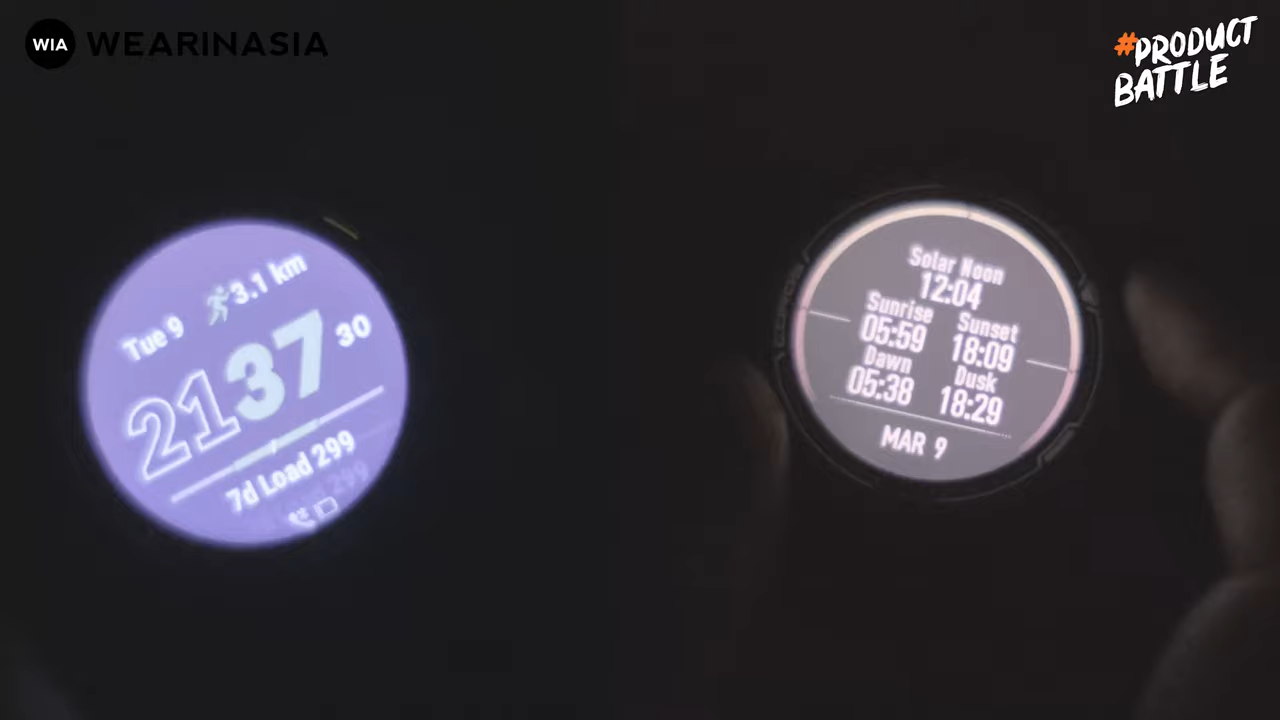 WIA WEARINASIA
#PRODUCT
BATTLE
Tue 9
3.1 km
2137 30
7d Load 299
299
Solar Noon
12:04
Sunrise Sunset
05:59 18:09
Dawn Dusk
05:38 18:29
MAR 9